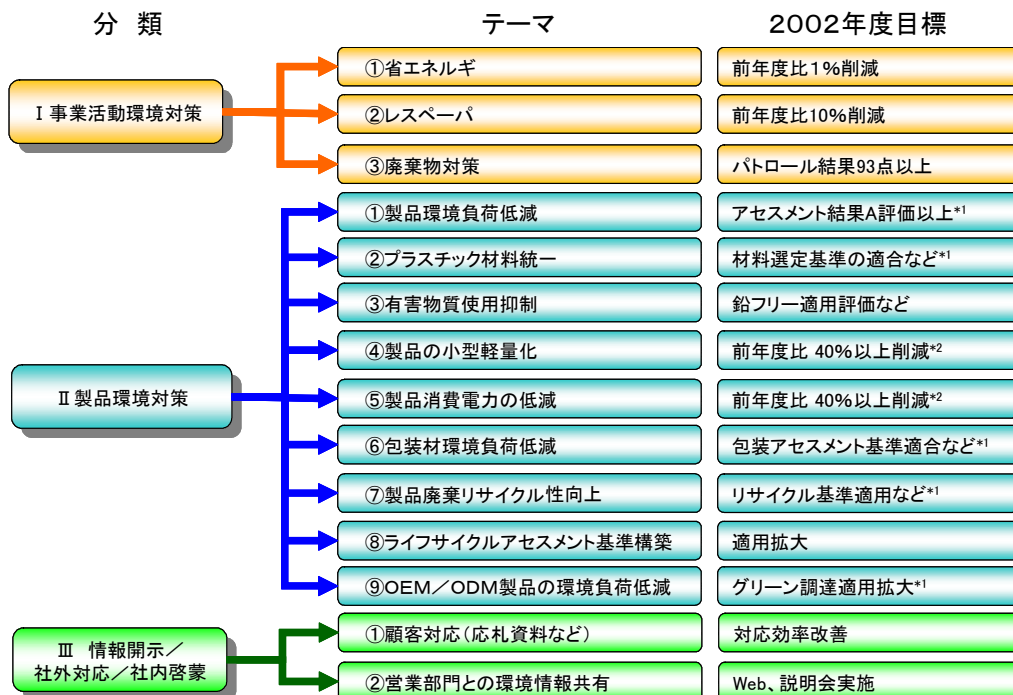 分 類 テーマ 2002年度目標
①省エネルギ 前年度比1%削減
Ⅰ事業活動環境対策 ②レスペーパ 前年度比10%削減
③廃棄物対策 パトロール結果93点以上
①製品環境負荷低減 アセスメント結果A評価以上*1
②プラスチック材料統一 材料選定基準の適合など*1
③有害物質使用抑制 鉛フリー適用評価など
④製品の小型軽量化 前年度比 40%以上削減*2
Ⅱ製品環境対策 ⑤製品消費電力の低減 前年度比 40%以上削減*2
⑥包装材環境負荷低減 包装アセスメント基準適合など*1
⑦製品廃棄リサイクル性向上 リサイクル基準適用など*1
⑧ライフサイクルアセスメント基準構築 適用拡大
⑨OEM/ODM製品の環境負荷低減 グリーン調達適用拡大*1
Ⅲ 情報開示/
社外対応/社内啓蒙
①顧客対応(応札資料など) 対応効率改善
②営業部門との環境情報共有 Web、説明会実施